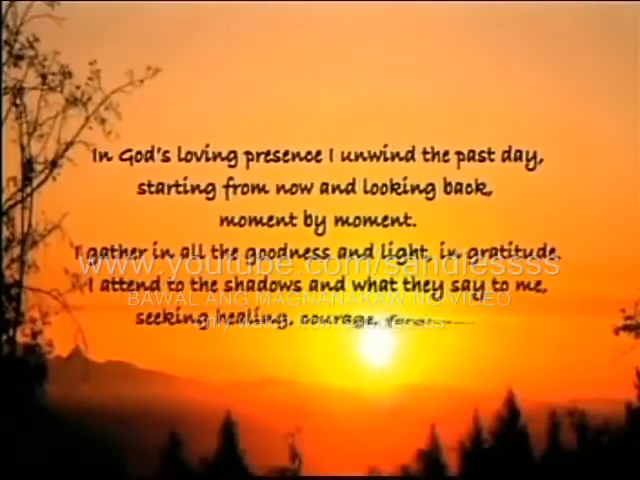 In God's loving presence I unwind the past day,
starting from now and looking back,
moment by moment.
I gather in all the goodness and light, in gratitude.
www.youtube.com/sandlessss
I attend to the shadows and what they say to me,
BAWAL ANG MAGNANAKAW NG VIDEO
seeking healing, courage,